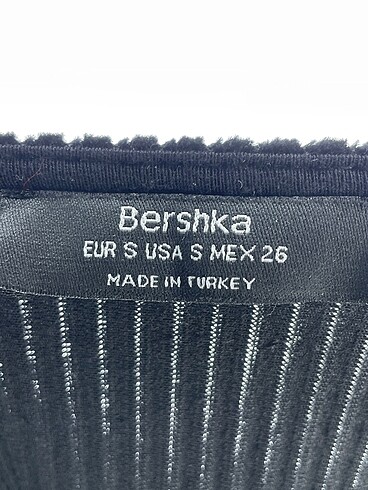 Bershka
EUR S USA S MEX 26
MADE IN TURKEY